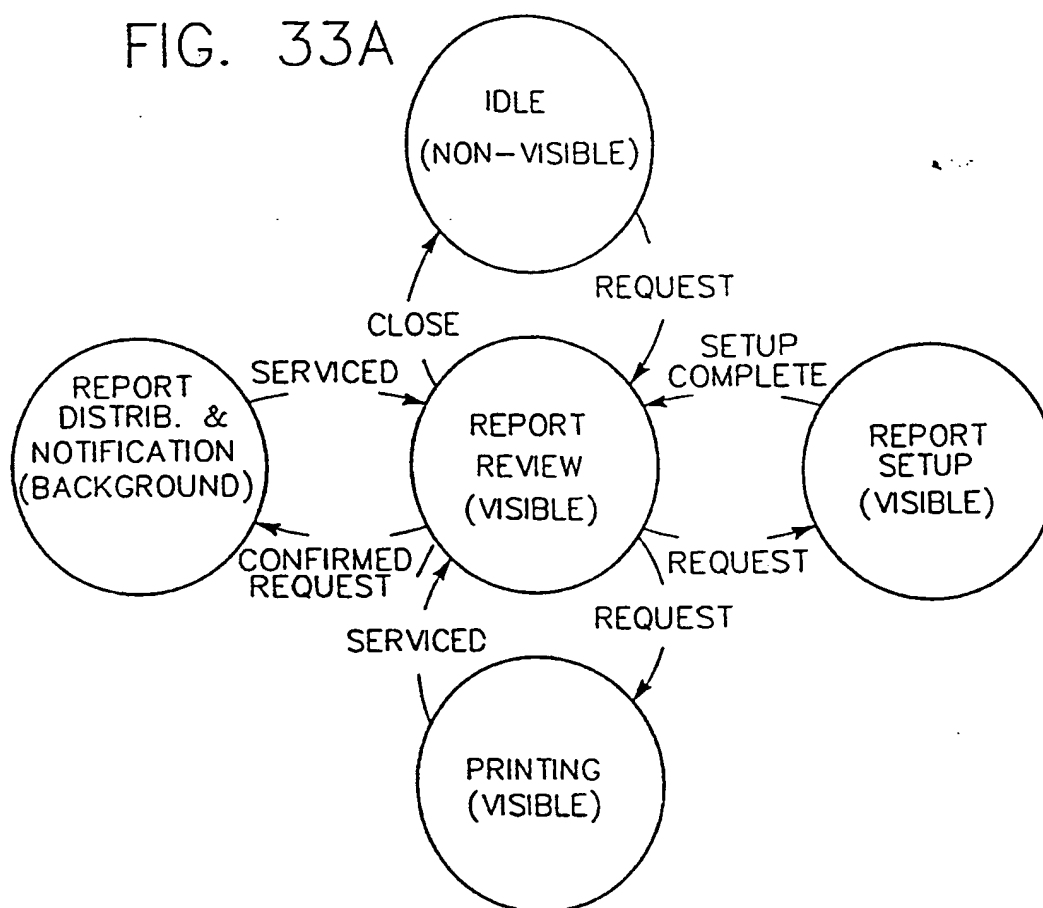 FIG. 33A
IDLE
(NON-VISIBLE)
REQUEST
CLOSE
SERVICED
SETUP
COMPLETE
REPORT
DISTRIB. &
NOTIFICATION
(BACKGROUND)
REPORT
REVIEW
(VISIBLE)
REPORT
SETUP
(VISIBLE)
CONFIRMED
REQUEST
REQUEST
SERVICED
REQUEST
PRINTING
(VISIBLE)